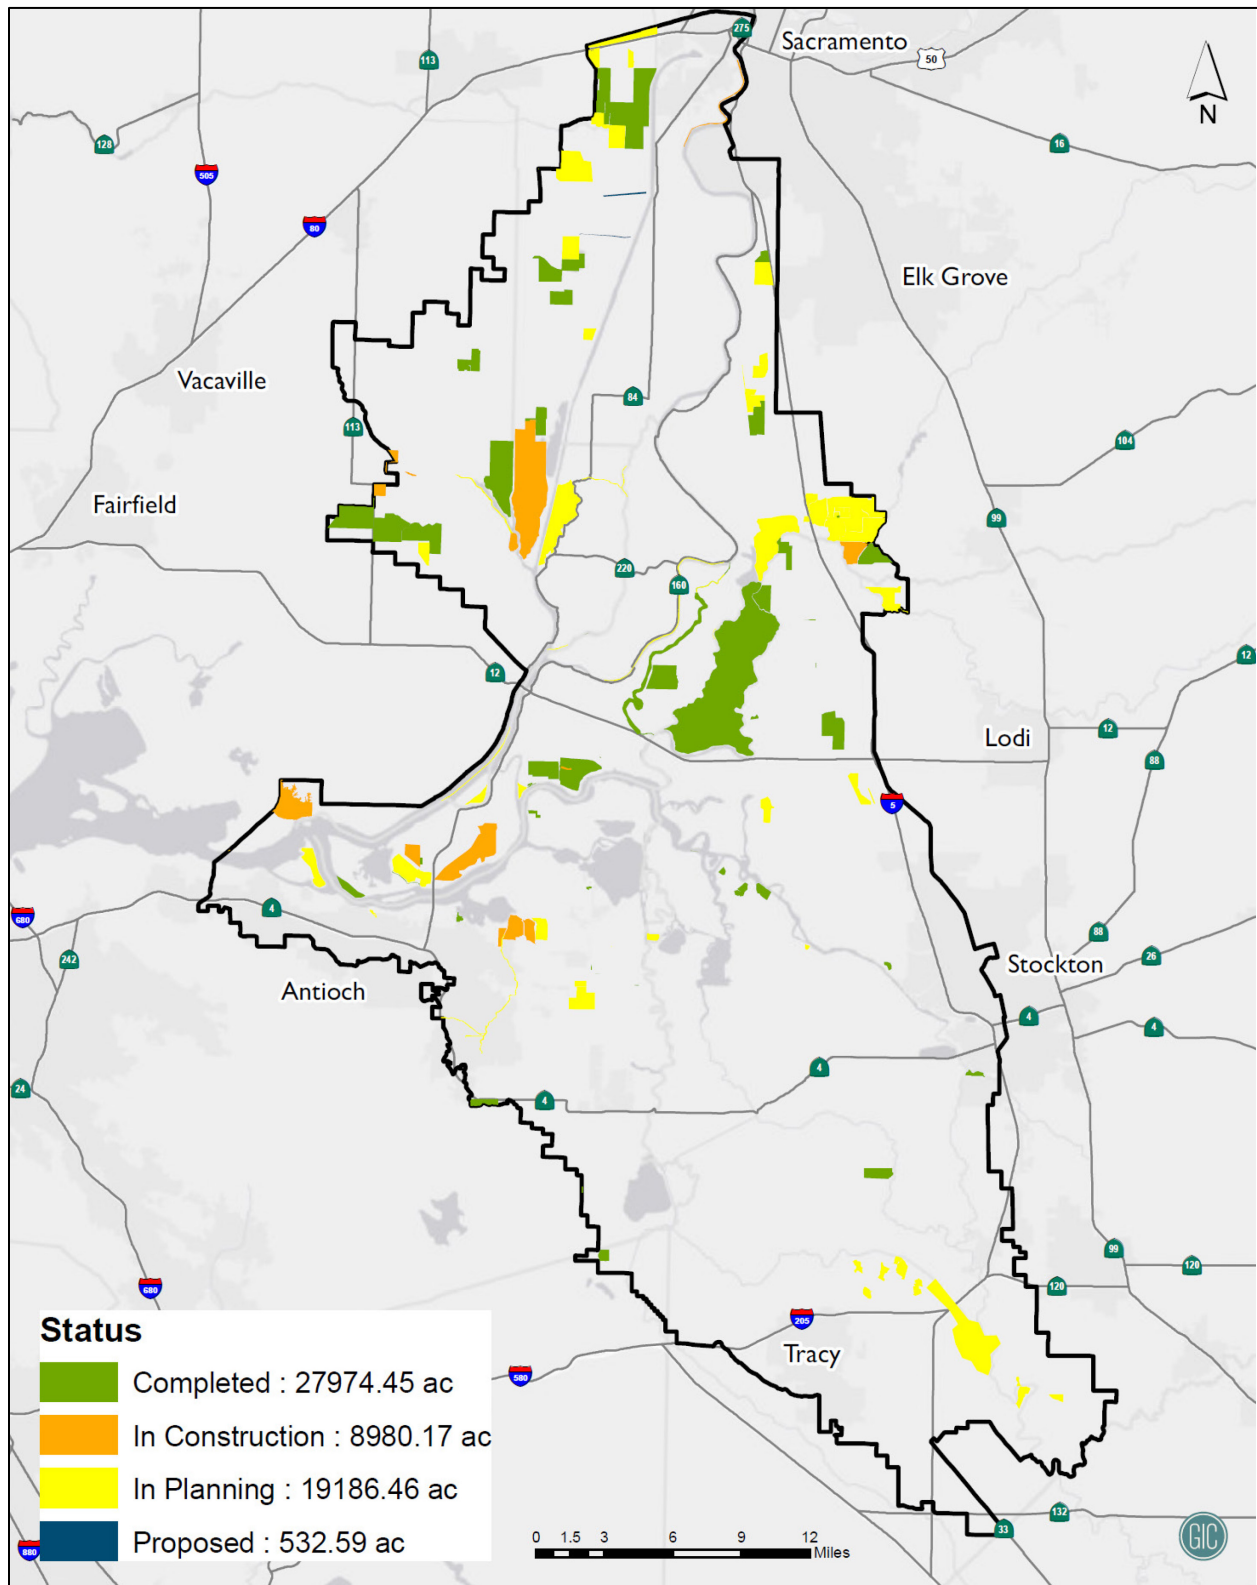 275
Sacramento
50
113
N
128
16
505
80
Elk Grove
Vacaville
84
113
104
Fairfield
99
220
160
12
12
Lodi
12
88
5
4
680
88
242
26
Stockton
Antioch
4
4
4
24
4
99
120
680
120
205
Status
Tracy
580
Completed : 27974.45 ac
In Construction : 8980.17 ac
In Planning : 19186.46 ac
132
33
Proposed : 532.59 ac
0 1.5 3 6 9 12
Miles
880
GIC